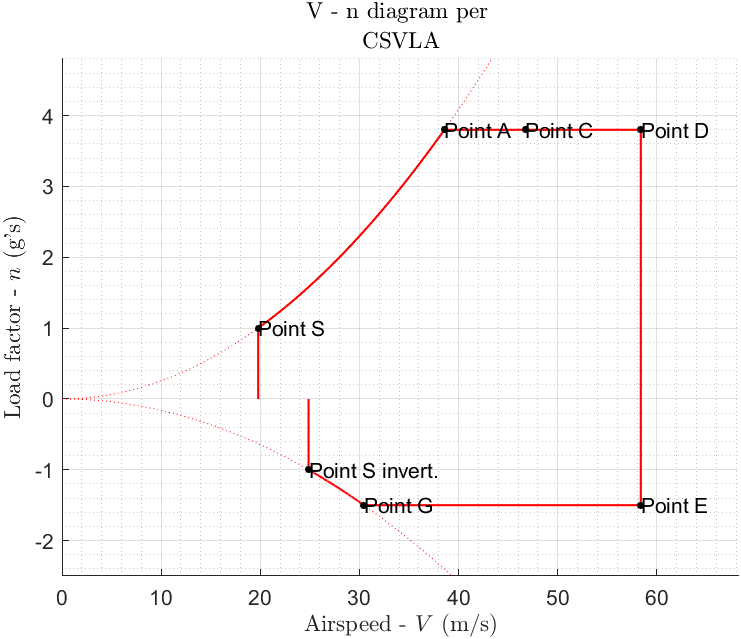 V - n diagram per
CSVLA
Load factor - n (g's)
4
3
2
1
0
-1
-2
Point A
Point C
Point D
Point S
Point S invert.
Point G
Point E
0 10 20 30 40 50 60
Airspeed - V (m/s)